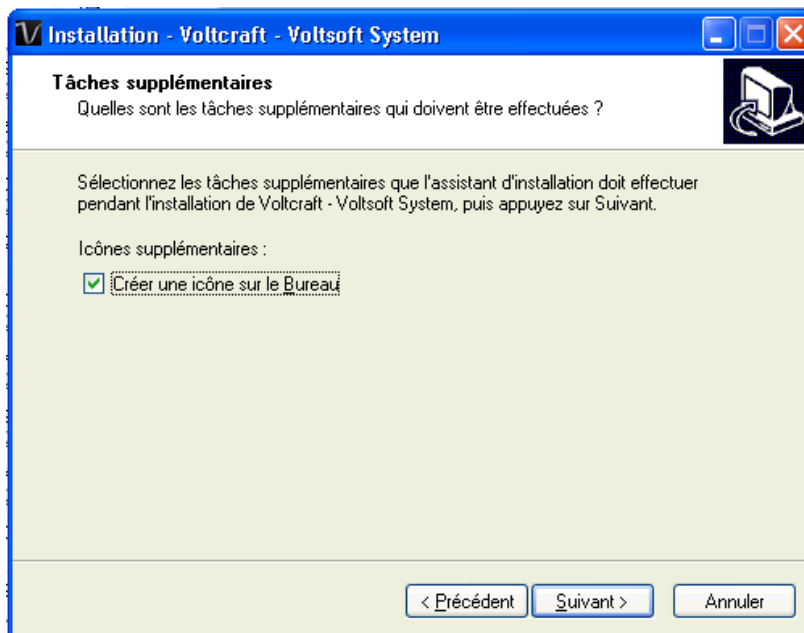 Installation - Voltcraft - Voltsoft System
Tâches supplémentaires
Quelles sont les tâches supplémentaires qui doivent être effectuées ?
Sélectionnez les tâches supplémentaires que l'assistant d'installation doit effectuer
pendant l'installation de Voltcraft - Voltsoft System, puis appuyez sur Suivant.
Icônes supplémentaires :
Créer une icône sur le Bureau
< Précédent
Suivant >
Annuler